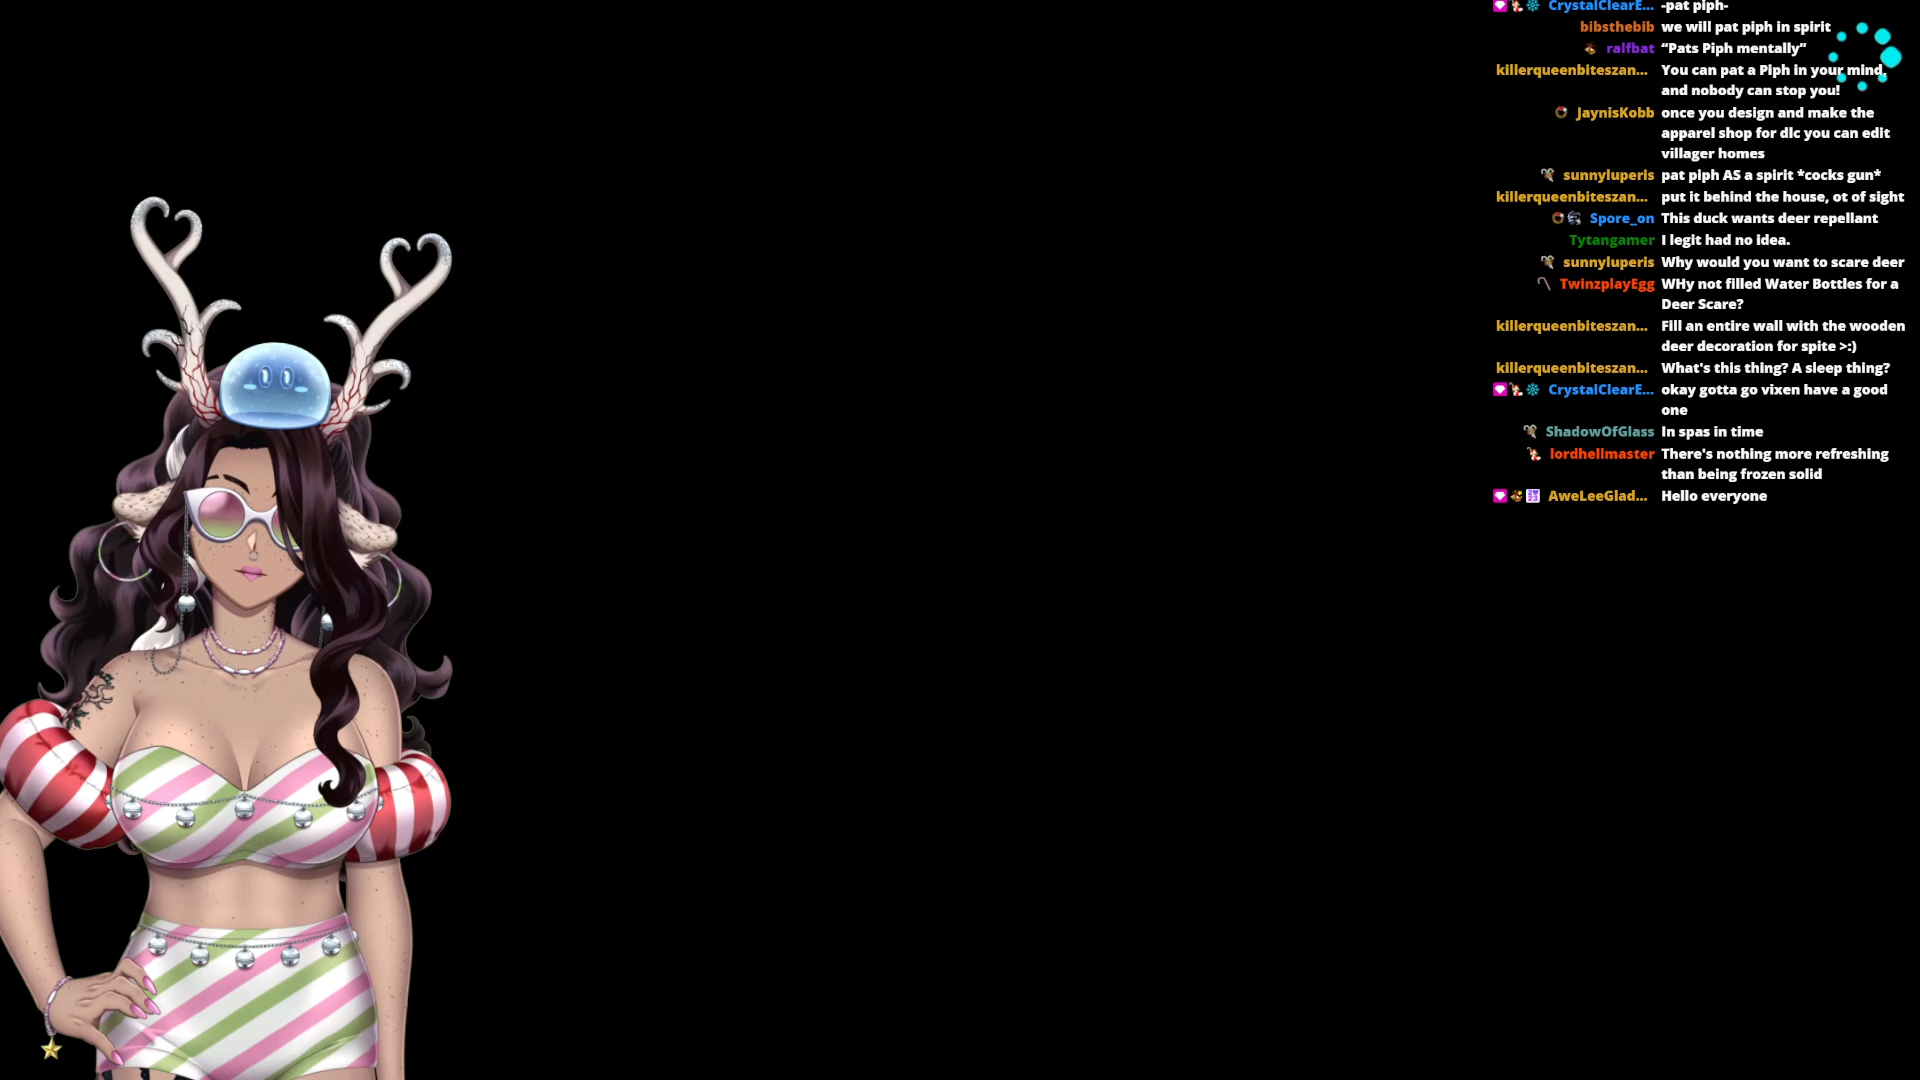 CrystalClearE... -pat piph-
bibsthebib we will pat piph in spirit
ralfbat “Pats Piph mentally”
killerqueenbiteszan... You can pat a Piph in your mind,
and nobody can stop you!
JaynisKobb once you design and make the
apparel shop for dlc you can edit
villager homes
sunnyluperis pat piph AS a spirit *cocks gun*
killerqueenbiteszan... put it behind the house, ot of sight
Spore_on This duck wants deer repellant
Tytangamer I legit had no idea.
sunnyluperis Why would you want to scare deer
TwinzplayEgg WHy not filled Water Bottles for a
Deer Scare?
killerqueenbiteszan... Fill an entire wall with the wooden
deer decoration for spite >:)
killerqueenbiteszan... What's this thing? A sleep thing?
CrystalClearE... okay gotta go vixen have a good
one
ShadowOfGlass In spas in time
lordhellmaster There's nothing more refreshing
than being frozen solid
AweLeeGlad... Hello everyone